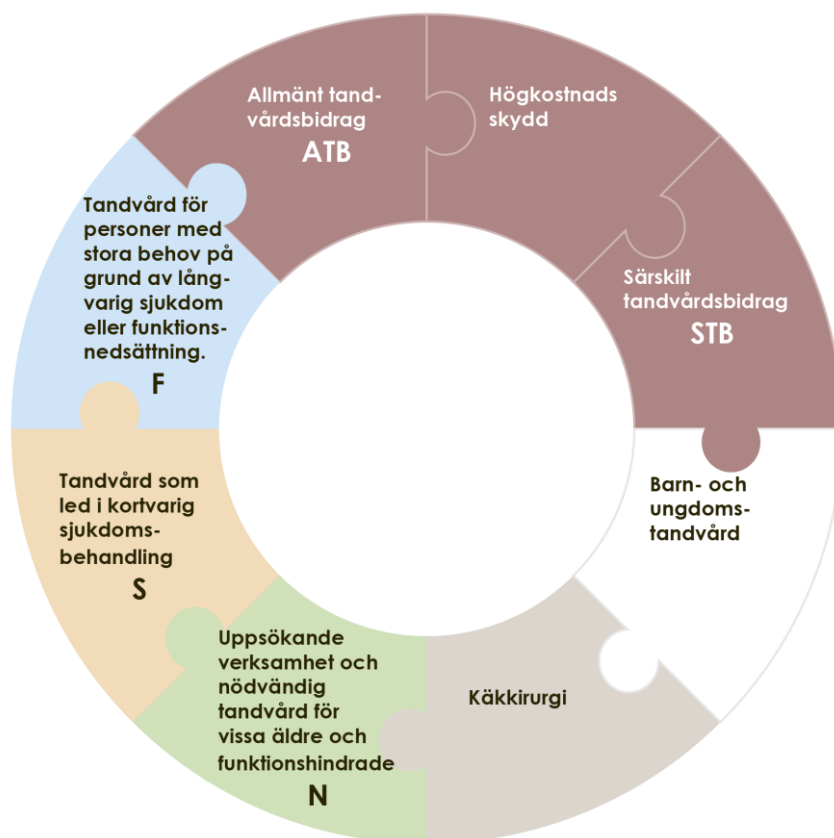 Allmänt tand-
vårdsbidrag
ATB
Högkostnads
skydd
Särskilt
tandvårdsbidrag
STB
Barn- och
ungdoms-
tandvård
Käkkirurgi
Uppsökande
verksamhet och
nödvändig
tandvård för
vissa äldre och
funktionshindrade
N
Tandvård som
led i kortvarig
sjukdoms-
behandling
S
Tandvård för
personer med
stora behov på
grund av lång-
varig sjukdom
eller funktions-
nedsättning.
F